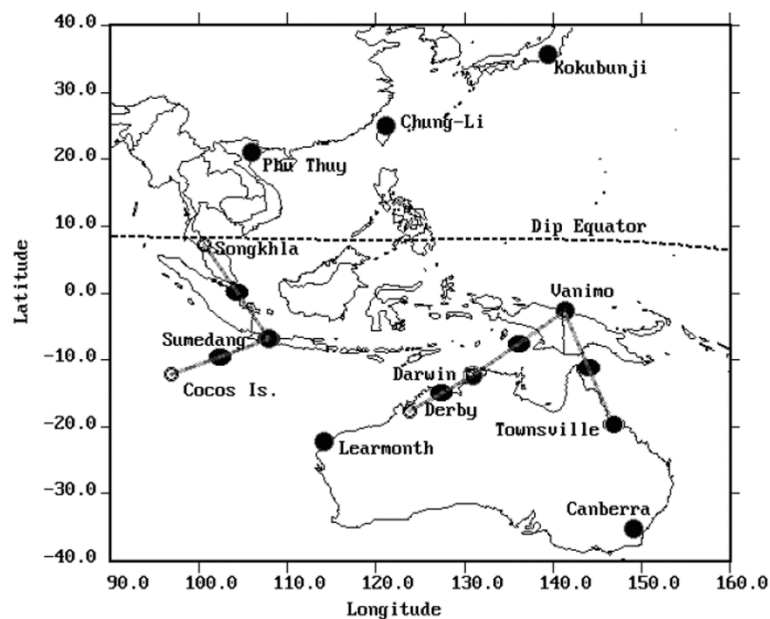 40.0
Kokubunji
30.0
Chung-Li
20.0
Phu Thuy
10.0
Dip Equator
Songkhla
Latitude
0.0
Vanimo
Sumedang
-10.0
Darwin
Cocos Is.
Derby
-20.0
Townsville
Learmonth
-30.0
Canberra
-40.0
90.0 100.0 110.0 120.0 130.0 140.0 150.0 160.0
Longitude